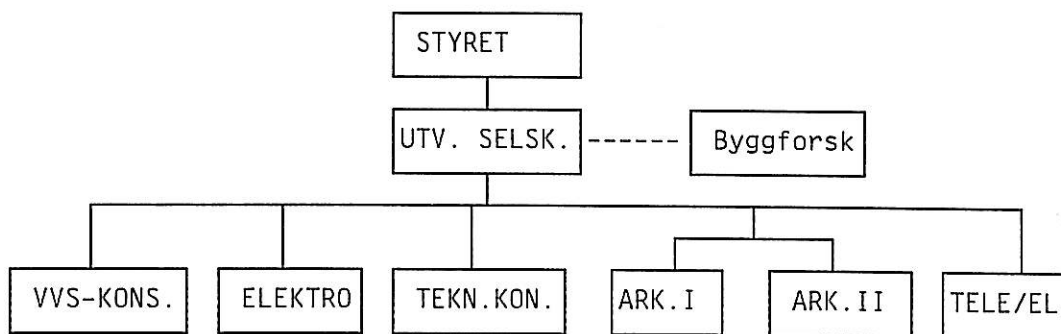 STYRET
UTV. SELSK.
Byggforsk
VVS-KONS.
ELEKTRO
TEKN.KON.
ARK.I
ARK.II
TELE/EL